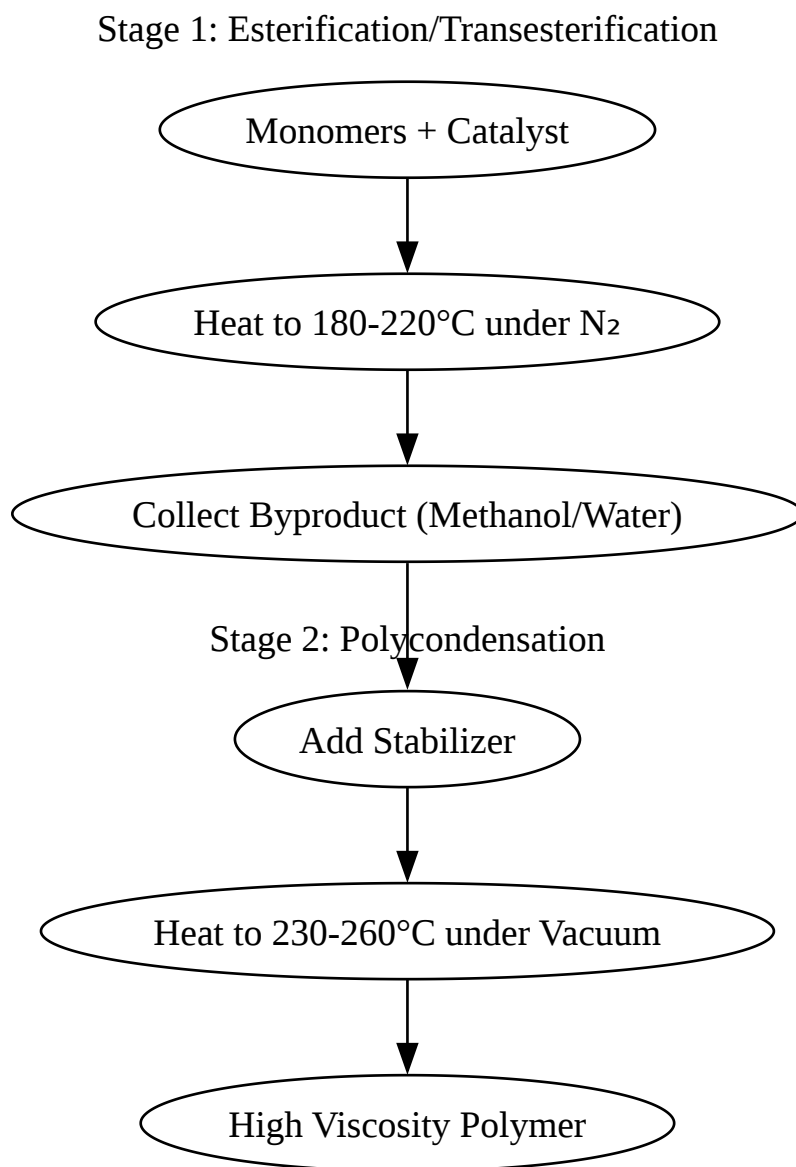 Stage 1: Esterification/Transesterification
Monomers + Catalyst
Heat to 180-220°C under N₂
Collect Byproduct (Methanol/Water)
Stage 2: Polycondensation
Add Stabilizer
Heat to 230-260°C under Vacuum
High Viscosity Polymer